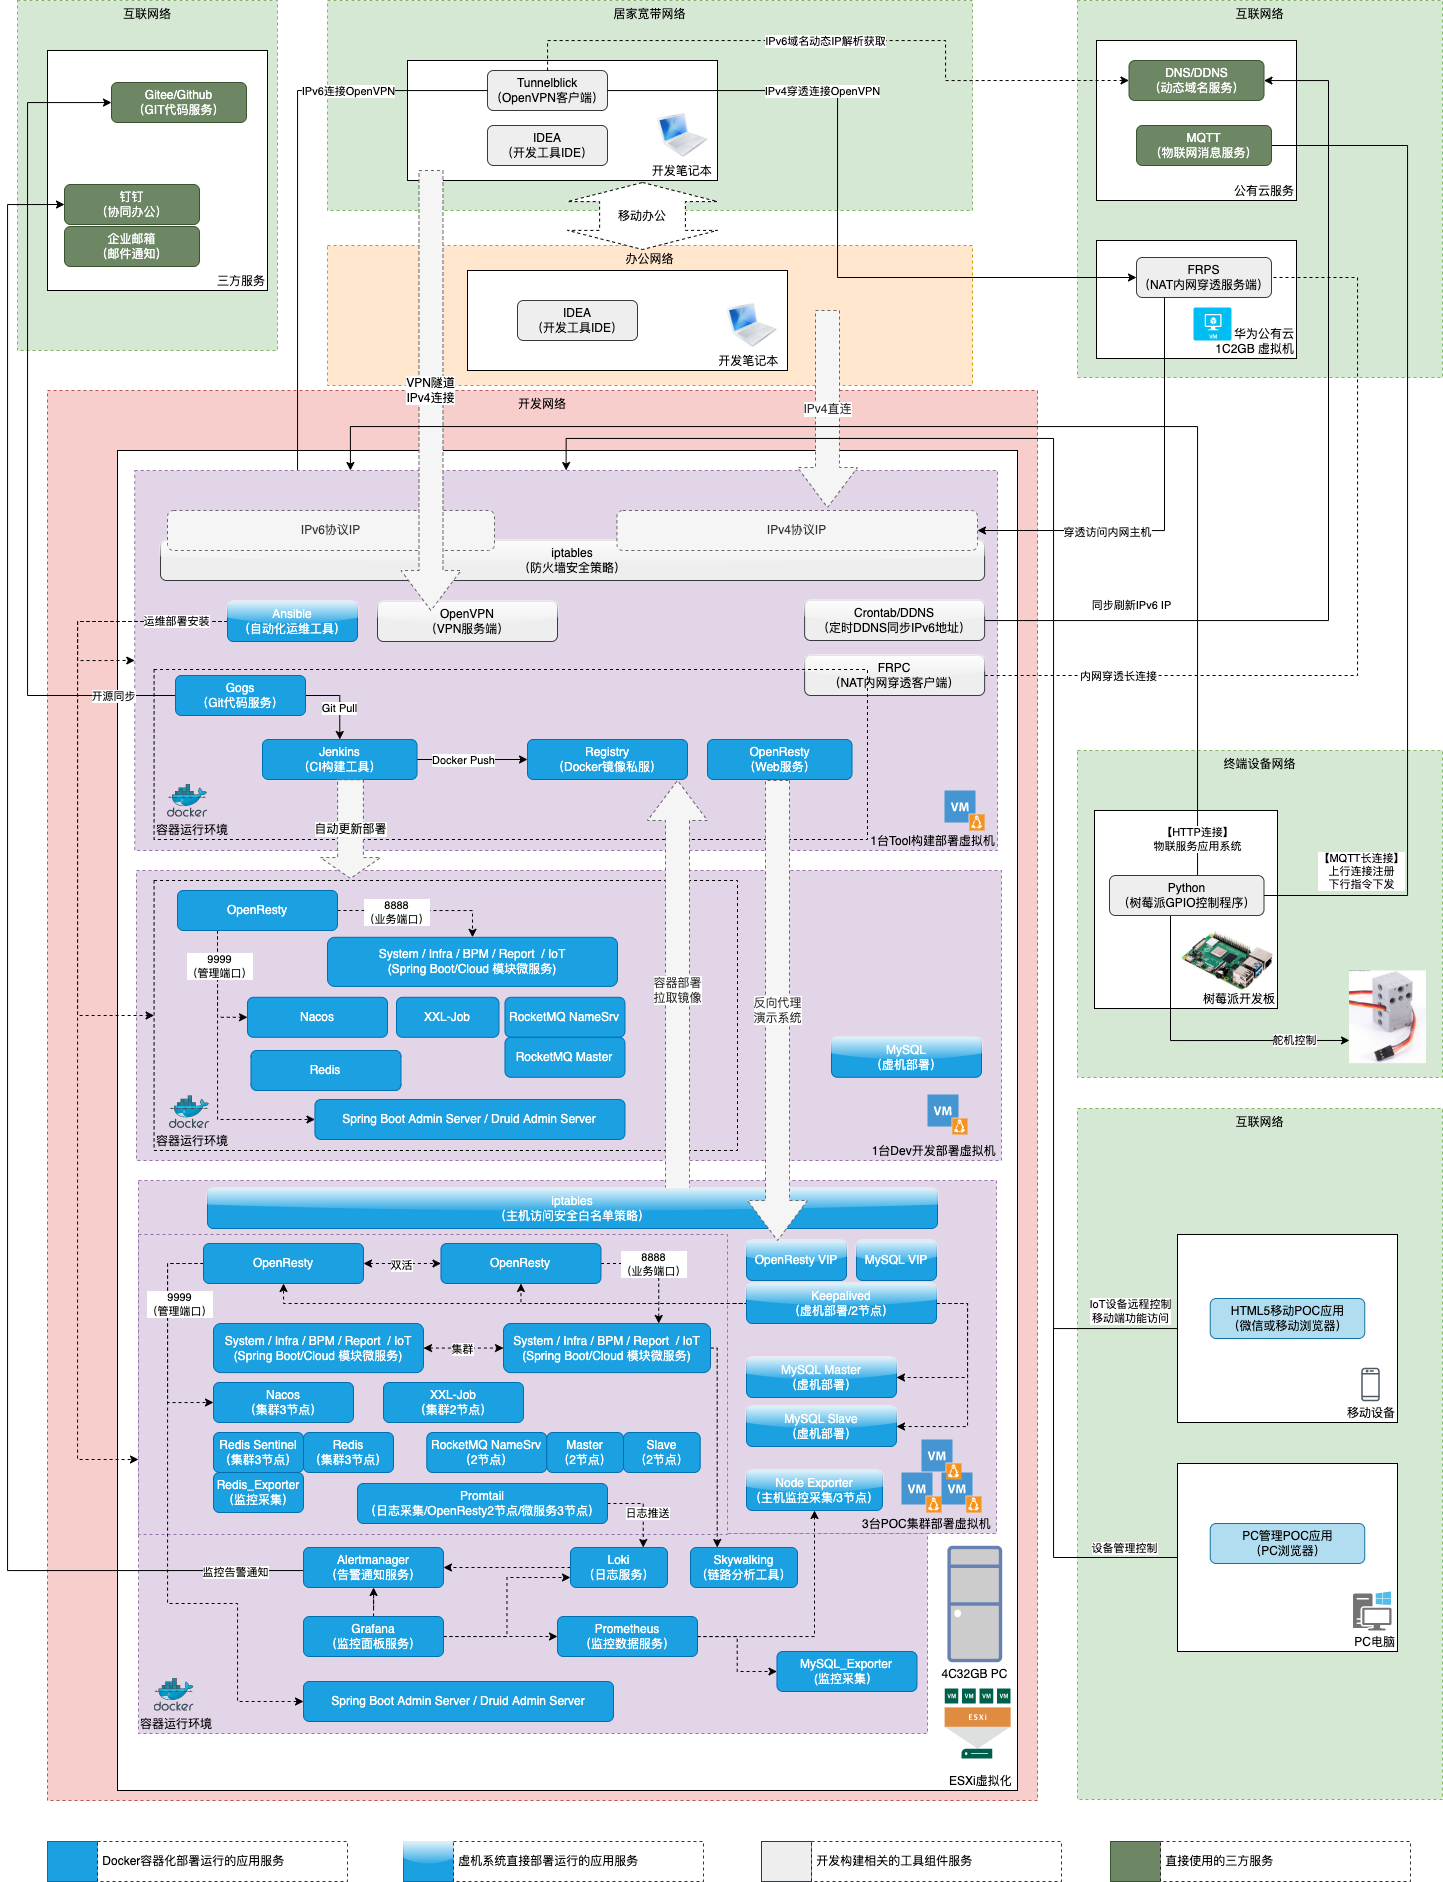 互联网络
Gitee/Github
（GIT代码服务）
钉钉
（协同办公）
企业邮箱
（邮件通知）
三方服务
居家宽带网络
IPv6域名动态IP解析获取
Tunnelblick
（OpenVPN客户端）
IPv6连接OpenVPN
IPv4穿透连接OpenVPN
IDEA
（开发工具IDE）
开发笔记本
移动办公
互联网络
DNS/DDNS
（动态域名服务）
MQTT
（物联网消息服务）
公有云服务
FRPS
（NAT内网穿透服务端）
VM
华为公有云
1C2GB 虚拟机
办公网络
IDEA
（开发工具IDE）
开发笔记本
VPN隧道
IPv4连接
IPv4直连
开发网络
IPv6协议IP
IPv4协议IP
穿透访问内网主机
iptables
（防火墙安全策略）
运维部署安装
Ansible
（自动化运维工具）
OpenVPN
（VPN服务端）
Crontab/DDNS
（定时DDNS同步IPv6地址）
同步刷新IPv6 IP
FRPC
（NAT内网穿透客户端）
内网穿透长连接
开源同步
Gogs
（Git代码服务）
Git Pull
Jenkins
（CI构建工具）
Docker Push
Registry
（Docker镜像私服）
OpenResty
（Web服务）
docker
容器运行环境
自动更新部署
VM
1台Tool构建部署虚拟机
终端设备网络
【HTTP连接】
物联服务应用系统
【MQTT长连接】
上行连接注册
下行指令下发
Python
（树莓派GPIO控制程序）
树莓派开发板
舵机控制
OpenResty
8888
（业务端口）
9999
（管理端口）
System / Infra / BPM / Report / IoT
（Spring Boot/Cloud 模块微服务）
容器部署
拉取镜像
反向代理
演示系统
Nacos
XXL-Job
RocketMQ NameSrv
RocketMQ Master
Redis
MySQL
（虚机部署）
Spring Boot Admin Server / Druid Admin Server
docker
容器运行环境
VM
1台Dev开发部署虚拟机
iptables
（主机访问安全白名单策略）
OpenResty
双活
OpenResty
8888
（业务端口）
9999
（管理端口）
OpenResty VIP
MySQL VIP
Keepalived
（虚机部署/2节点）
System / Infra / BPM / Report / IoT
（Spring Boot/Cloud 模块微服务）
集群
System / Infra / BPM / Report / IoT
（Spring Boot/Cloud 模块微服务）
MySQL Master
（虚机部署）
Nacos
（集群3节点）
XXL-Job
（集群2节点）
MySQL Slave
（虚机部署）
Redis Sentinel
（集群3节点）
Redis
（集群3节点）
RocketMQ NameSrv
（2节点）
Master
（2节点）
Slave
（2节点）
Redis_Exporter
（监控采集）
Promtail
（日志采集/OpenResty2节点/微服务3节点）
日志推送
Node Exporter
（主机监控采集/3节点）
VM
VM
VM
3台POC集群部署虚拟机
监控告警通知
Alertmanager
（告警通知服务）
Loki
（日志服务）
Skywalking
（链路分析工具）
Grafana
（监控面板服务）
Prometheus
（监控数据服务）
MySQL_Exporter
（监控采集）
Spring Boot Admin Server / Druid Admin Server
docker
容器运行环境
4C32GB PC
VM VM VM VM
ESXi
ESXi虚拟化
互联网络
IoT设备远程控制
移动端功能访问
HTML5移动POC应用
（微信或移动浏览器）
移动设备
设备管理控制
PC管理POC应用
（PC浏览器）
PC电脑
Docker容器化部署运行的应用服务
虚机系统直接部署运行的应用服务
开发构建相关的工具组件服务
直接使用的三方服务